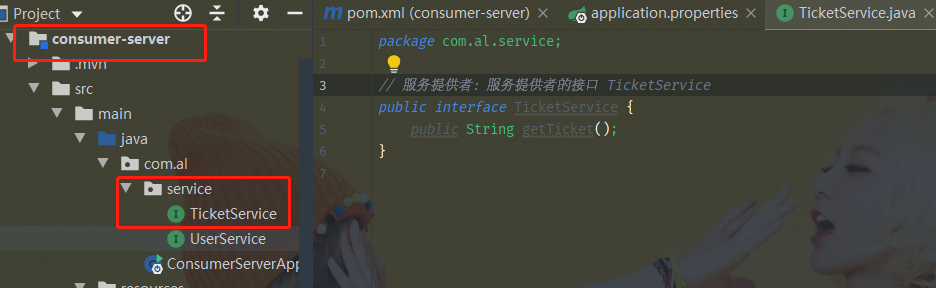 Project
pom.xml (consumer-server)
application.properties
TicketService.java
consumer-server
.mvn
src
main
java
com.al
service
TicketService
UserService
ConsumerServerApp
resources
1 package com.al.service;
2
3 // 服务提供者: 服务提供者的接口 TicketService
4 public interface TicketService {
5 public String getTicket();
6 }
7